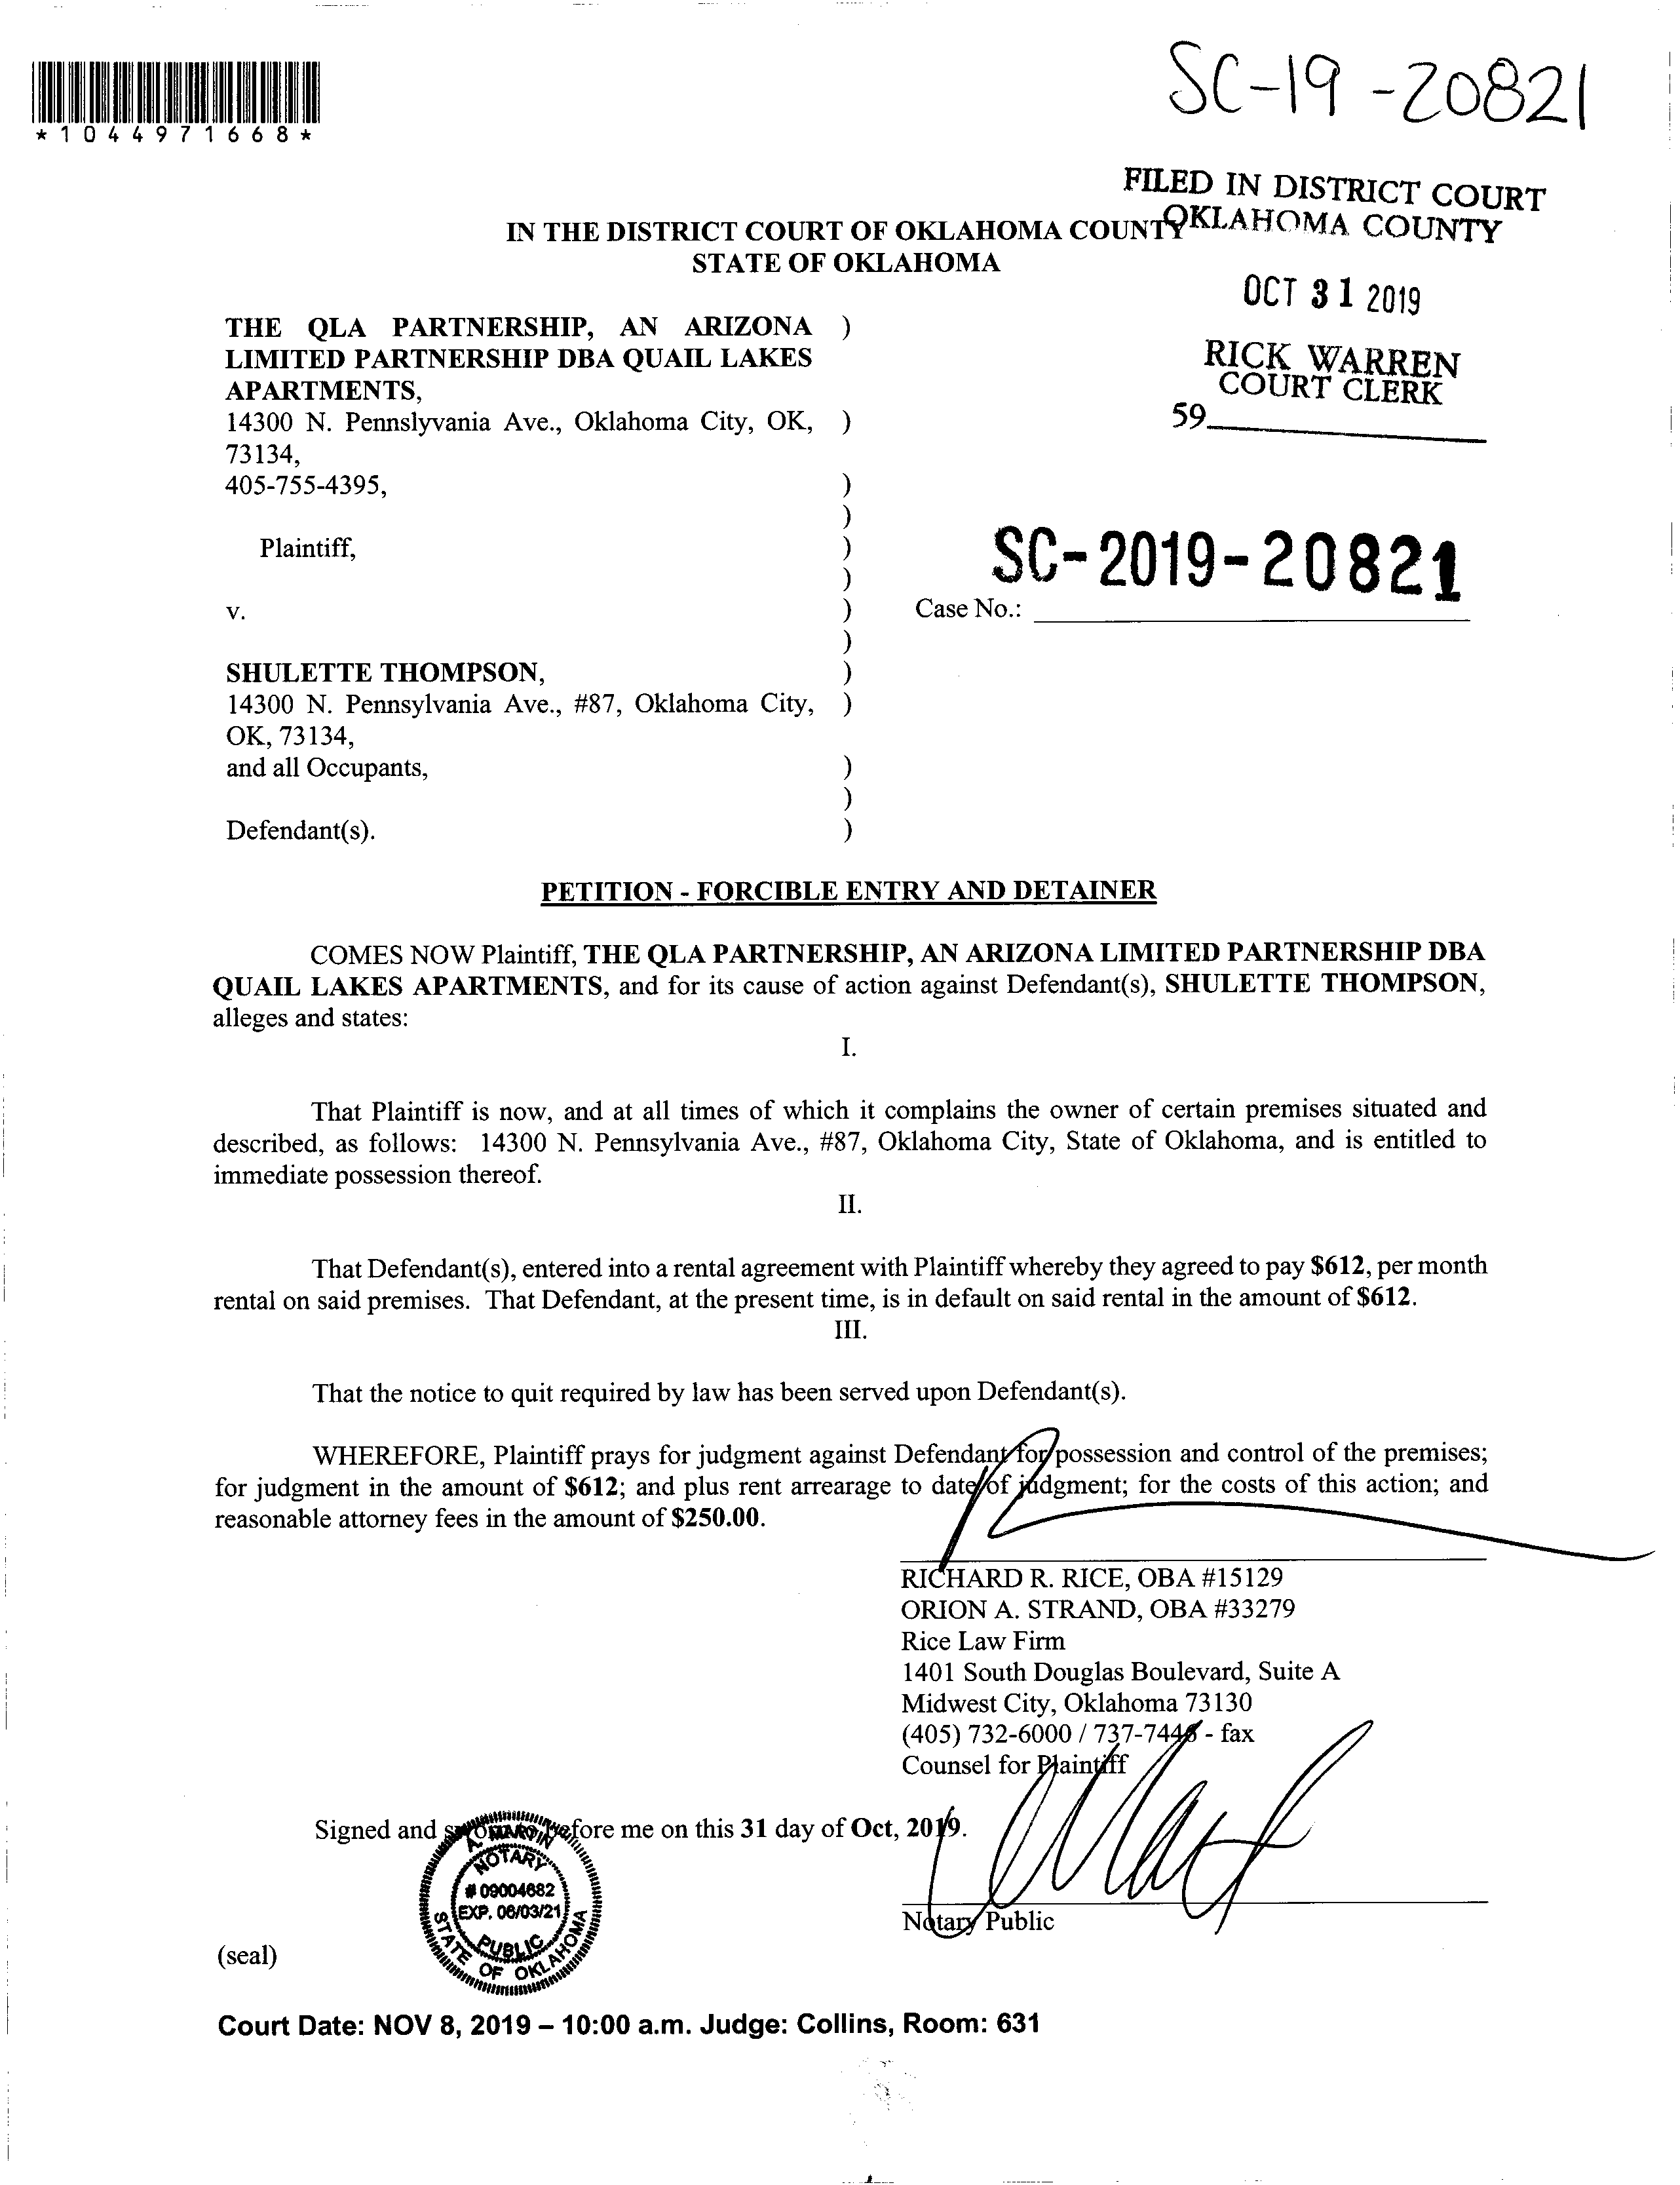 *1044971668*
SC-19-20821
FILED IN DISTRICT COURT
OKLAHOMA COUNTY
IN THE DISTRICT COURT OF OKLAHOMA COUNTY
STATE OF OKLAHOMA
OCT 31 2019
RICK WARREN
COURT CLERK
59
THE QLA PARTNERSHIP, AN ARIZONA )
LIMITED PARTNERSHIP DBA QUAIL LAKES
APARTMENTS,
14300 N. Pennslyvania Ave., Oklahoma City, OK, )
73134,
405-755-4395, )
)
Plaintiff, )
)
SC-2019-20821
v. ) Case No.:
)
SHULETTE THOMPSON, )
14300 N. Pennsylvania Ave., #87, Oklahoma City, )
OK, 73134,
and all Occupants, )
)
Defendant(s). )
PETITION - FORCIBLE ENTRY AND DETAINER
COMES NOW Plaintiff, THE QLA PARTNERSHIP, AN ARIZONA LIMITED PARTNERSHIP DBA
QUAIL LAKES APARTMENTS, and for its cause of action against Defendant(s), SHULETTE THOMPSON,
alleges and states:
I.
That Plaintiff is now, and at all times of which it complains the owner of certain premises situated and
described, as follows: 14300 N. Pennsylvania Ave., #87, Oklahoma City, State of Oklahoma, and is entitled to
immediate possession thereof.
II.
That Defendant(s), entered into a rental agreement with Plaintiff whereby they agreed to pay $612, per month
rental on said premises. That Defendant, at the present time, is in default on said rental in the amount of $612.
III.
That the notice to quit required by law has been served upon Defendant(s).
WHEREFORE, Plaintiff prays for judgment against Defendant for possession and control of the premises;
for judgment in the amount of $612; and plus rent arrearage to date of judgment; for the costs of this action; and
reasonable attorney fees in the amount of $250.00.
RICHARD R. RICE, OBA #15129
ORION A. STRAND, OBA #33279
Rice Law Firm
1401 South Douglas Boulevard, Suite A
Midwest City, Oklahoma 73130
(405) 732-6000 / 737-7446 - fax
Counsel for Plaintiff
Signed and before me on this 31 day of Oct, 2019.
A. MARTIN
NOTARY
# 09004682
EXP. 06/03/21
PUBLIC
STATE OF OKLAHOMA
Notary Public
(seal)
Court Date: NOV 8, 2019 – 10:00 a.m. Judge: Collins, Room: 631